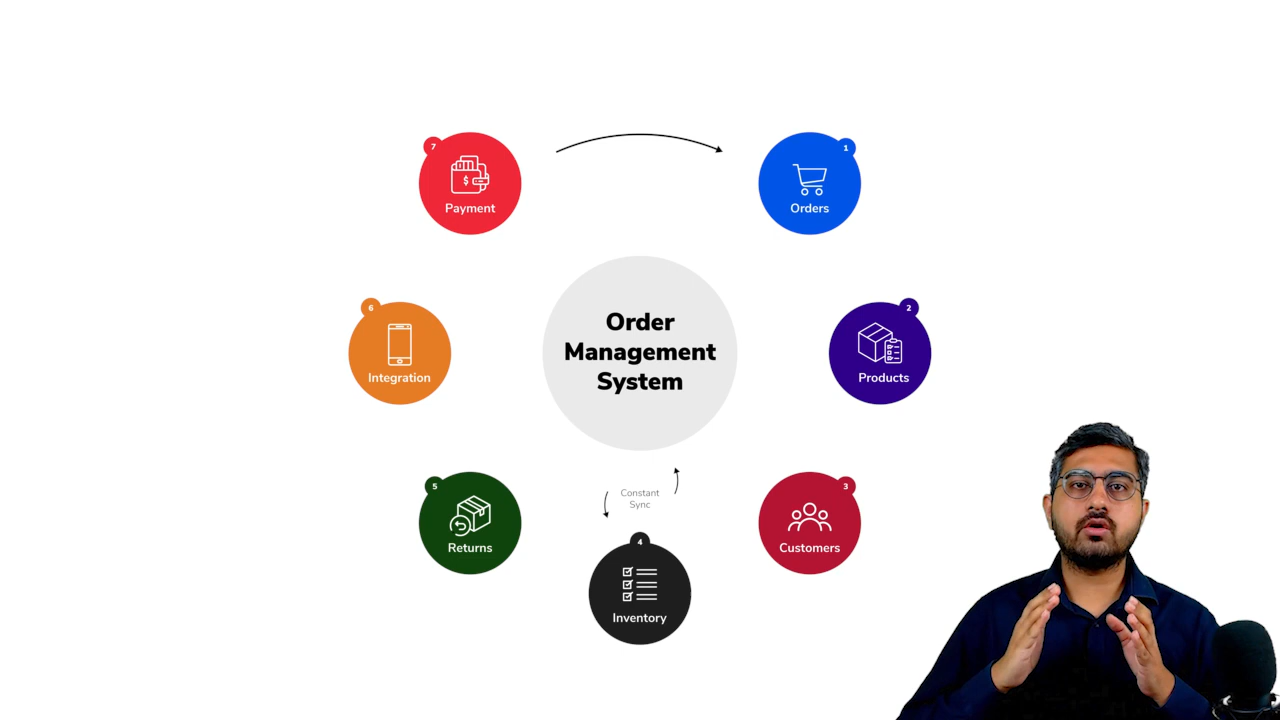 7
Payment
1
Orders
Order
Management
System
6
Integration
2
Products
5
Returns
Constant
Sync
3
Customers
4
Inventory
$